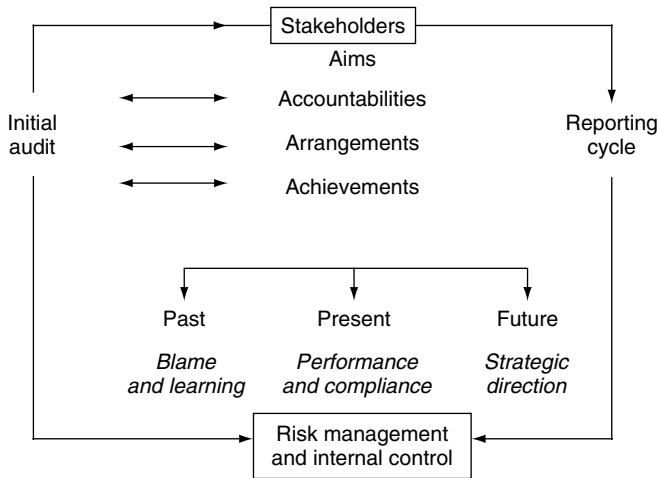 Stakeholders
Aims
Accountabilities
Initial
audit
Arrangements
Reporting
cycle
Achievements
Past
Present
Future
Blame
and learning
Performance
and compliance
Strategic
direction
Risk management
and internal control